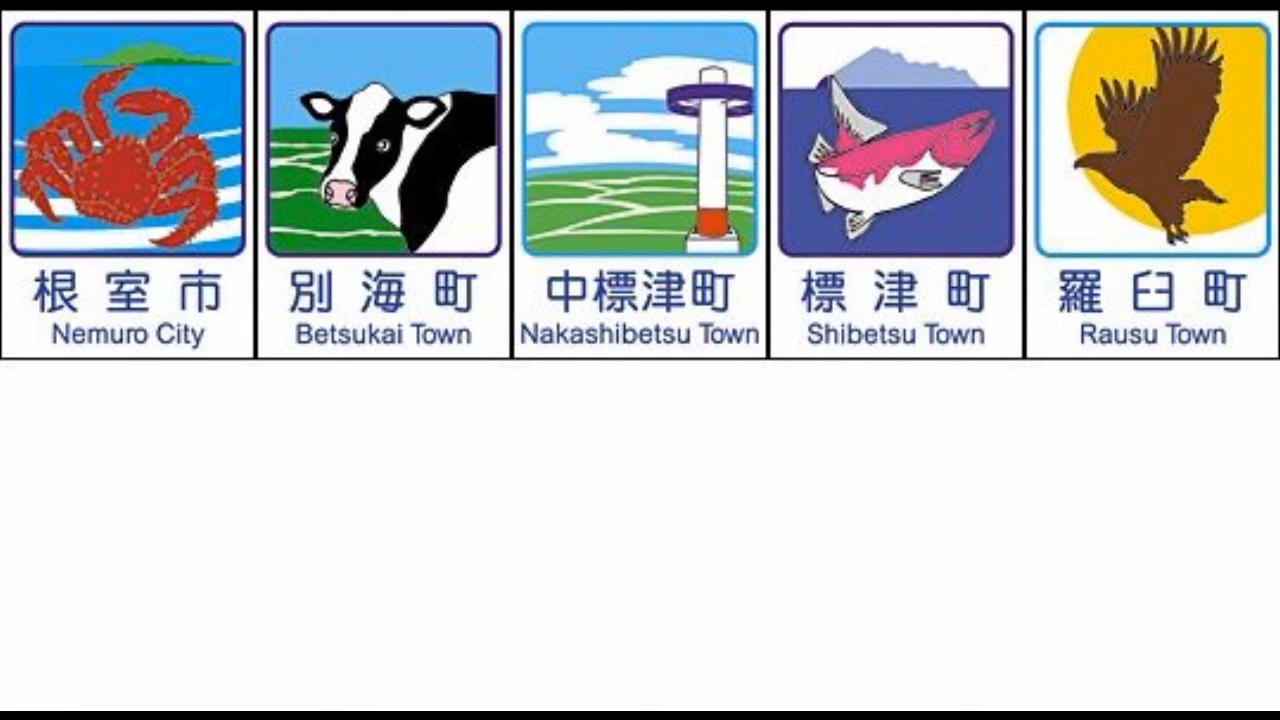 根室市
Nemuro City
別海町
Betsukai Town
中標津町
Nakashibetsu Town
標津町
Shibetsu Town
羅臼町
Rausu Town